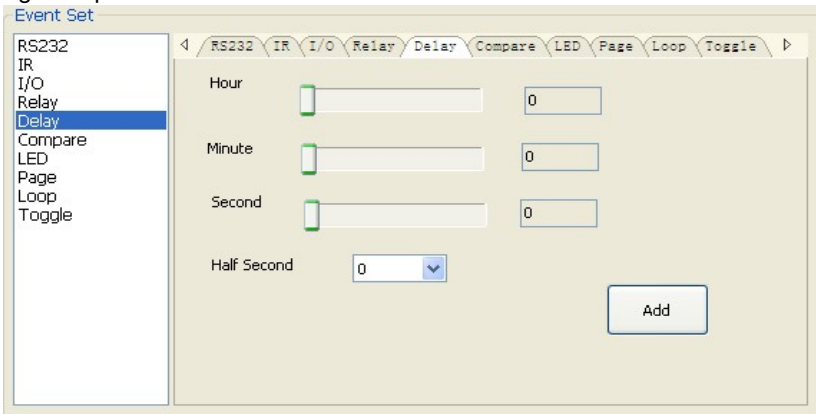 Event Set
RS232
IR
I/O
Relay
Delay
Compare
LED
Page
Loop
Toggle
RS232 IR I/O Relay Delay Compare LED Page Loop Toggle
Hour 0
Minute 0
Second 0
Half Second 0
Add